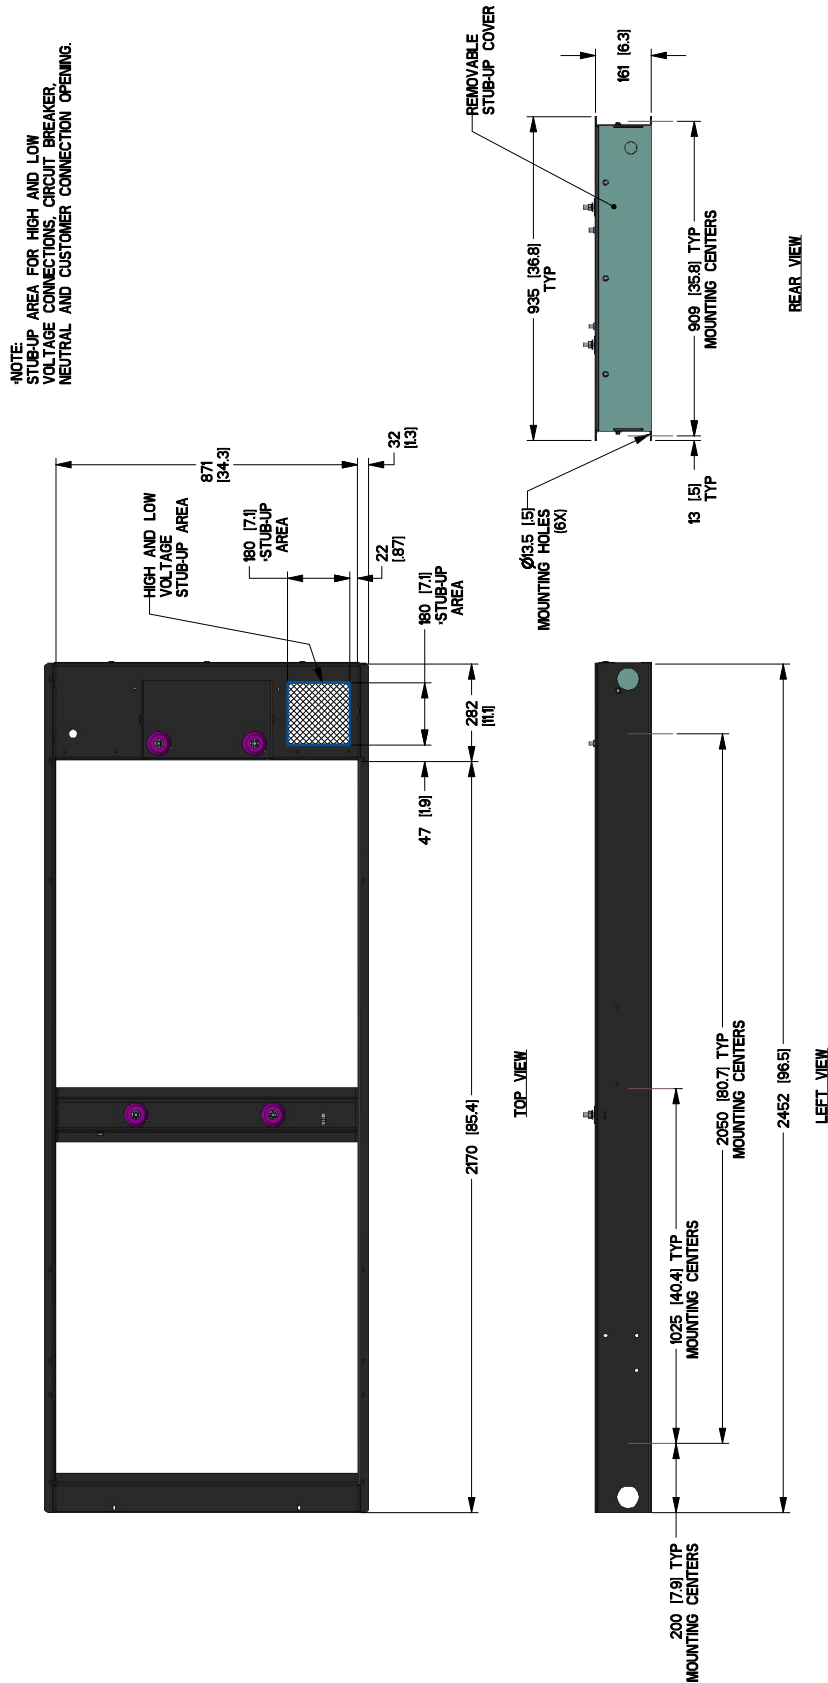 *NOTE:
STUB-UP AREA FOR HIGH AND LOW
VOLTAGE CONNECTIONS, CIRCUIT BREAKER,
NEUTRAL AND CUSTOMER CONNECTION OPENING.
871
[34.3]
32
[1.3]
HIGH AND LOW
VOLTAGE
STUB-UP AREA
180 [7.1]
*STUB-UP
AREA
22
[.87]
180 [7.1]
*STUB-UP
AREA
282
[11.1]
47 [1.9]
2170 [85.4]
TOP VIEW
REMOVABLE
STUB-UP COVER
161 [6.3]
935 [36.8]
TYP
909 [35.8] TYP
MOUNTING CENTERS
13 [.5]
TYP
Ø13.5 [.5]
MOUNTING HOLES
(6X)
REAR VIEW
1025 [40.4] TYP
MOUNTING CENTERS
2050 [80.7] TYP
MOUNTING CENTERS
2452 [96.5]
200 [7.9] TYP
MOUNTING CENTERS
LEFT VIEW